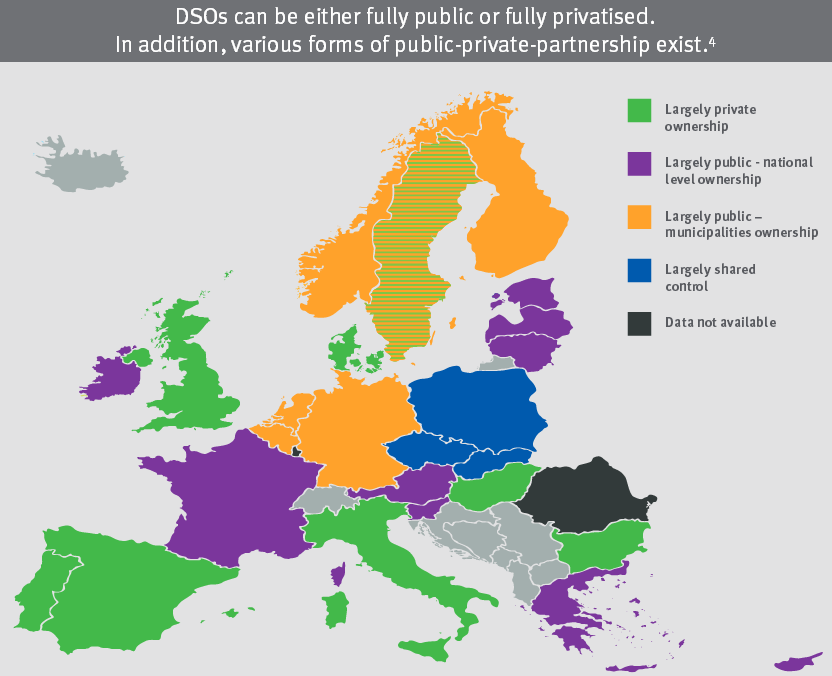 DSOs can be either fully public or fully privatised.
In addition, various forms of public-private-partnership exist.⁴
Largely private
ownership
Largely public - national
level ownership
Largely public –
municipalities ownership
Largely shared
control
Data not available